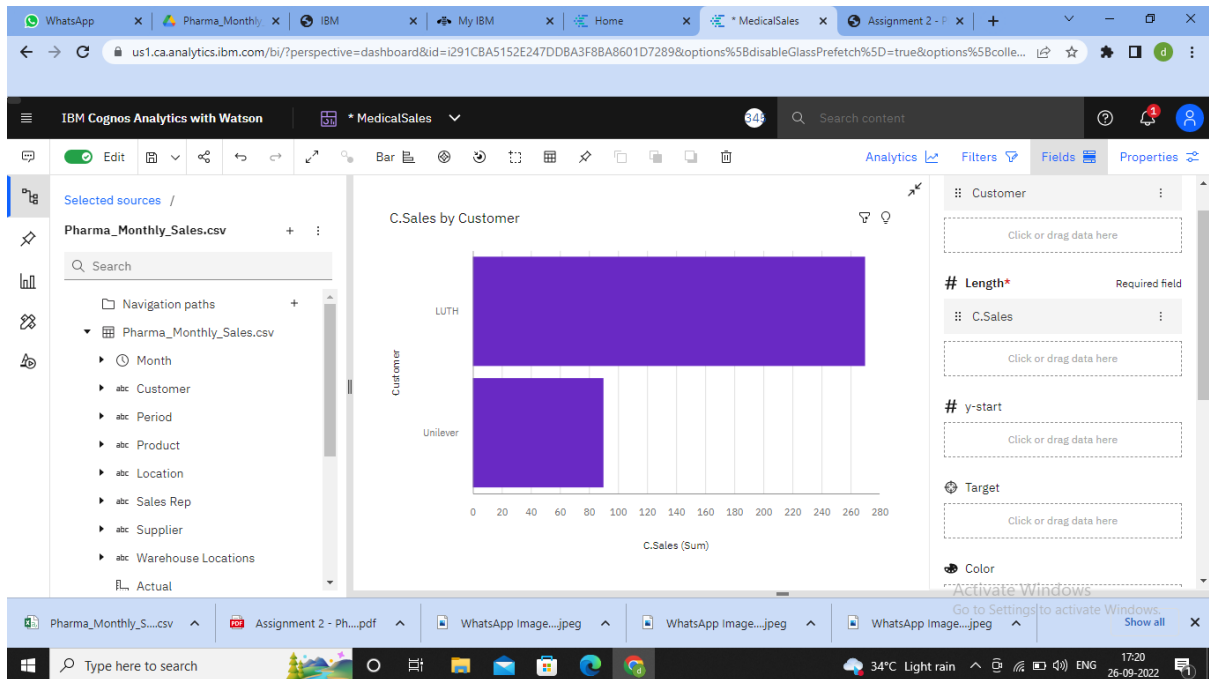 WhatsApp
Pharma_Monthly_
IBM
My IBM
Home
* MedicalSales
Assignment 2 - P
us1.ca.analytics.ibm.com/bi/?perspective=dashboard&id=i291CBA5152E247DDBA3F8BA8601D7289&options%5BdisableGlassPrefetch%5D=true&options%5Bcolle...
d
IBM Cognos Analytics with Watson
* MedicalSales
Search content
1
Edit
Bar
Analytics
Filters
Fields
Properties
Selected sources /
Pharma_Monthly_Sales.csv
Search
Navigation paths
Pharma_Monthly_Sales.csv
Month
abc Customer
abc Period
abc Product
abc Location
abc Sales Rep
abc Supplier
abc Warehouse Locations
Actual
C.Sales by Customer
LUTH
Unilever
Customer
0 20 40 60 80 100 120 140 160 180 200 220 240 260 280
C.Sales (Sum)
Customer
Click or drag data here
# Length* Required field
C.Sales
Click or drag data here
# y-start
Click or drag data here
Target
Click or drag data here
Color
Activate Windows
Go to Settings to activate Windows.
Pharma_Monthly_S....csv
PDF
Assignment 2 - Ph....pdf
WhatsApp Image....jpeg
WhatsApp Image....jpeg
WhatsApp Image....jpeg
Show all
Type here to search
34°C Light rain
ENG
17:20
26-09-2022
1